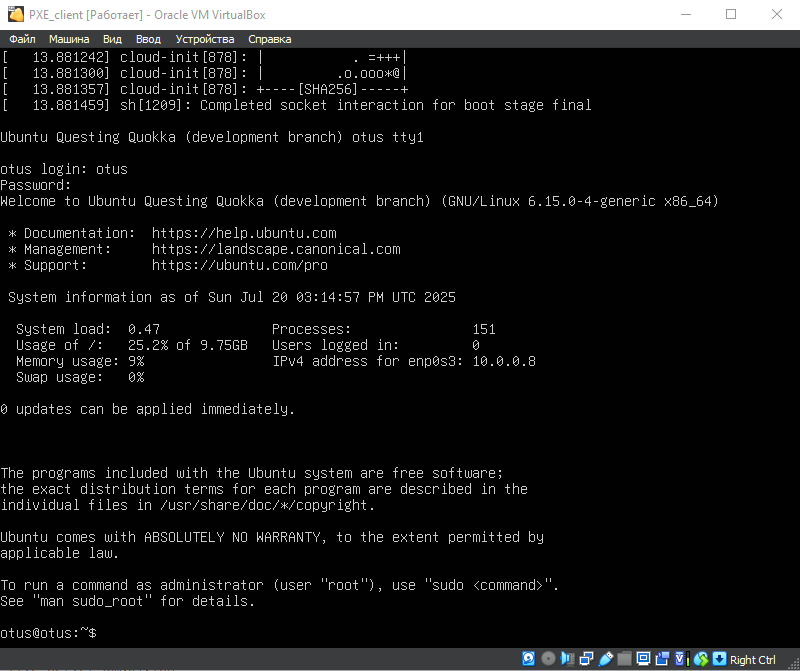 PXE_client [Работает] - Oracle VM VirtualBox
Файл Машина Вид Ввод Устройства Справка
[   13.881242] cloud-init[878]: |           . =+++|
[   13.881300] cloud-init[878]: |         .o.ooo*@|
[   13.881357] cloud-init[878]: +----[SHA256]-----+
[   13.881459] sh[1209]: Completed socket interaction for boot stage final
Ubuntu Questing Quokka (development branch) otus tty1
otus login: otus
Password:
Welcome to Ubuntu Questing Quokka (development branch) (GNU/Linux 6.15.0-4-generic x86_64)
 * Documentation:  https://help.ubuntu.com
 * Management:     https://landscape.canonical.com
 * Support:        https://ubuntu.com/pro
 System information as of Sun Jul 20 03:14:57 PM UTC 2025
  System load:  0.47              Processes:               151
  Usage of /:   25.2% of 9.75GB   Users logged in:         0
  Memory usage: 9%                IPv4 address for enp0s3: 10.0.0.8
  Swap usage:   0%
0 updates can be applied immediately.
The programs included with the Ubuntu system are free software;
the exact distribution terms for each program are described in the
individual files in /usr/share/doc/*/copyright.
Ubuntu comes with ABSOLUTELY NO WARRANTY, to the extent permitted by
applicable law.
To run a command as administrator (user "root"), use "sudo <command>".
See "man sudo_root" for details.
otus@otus:~$
Right Ctrl